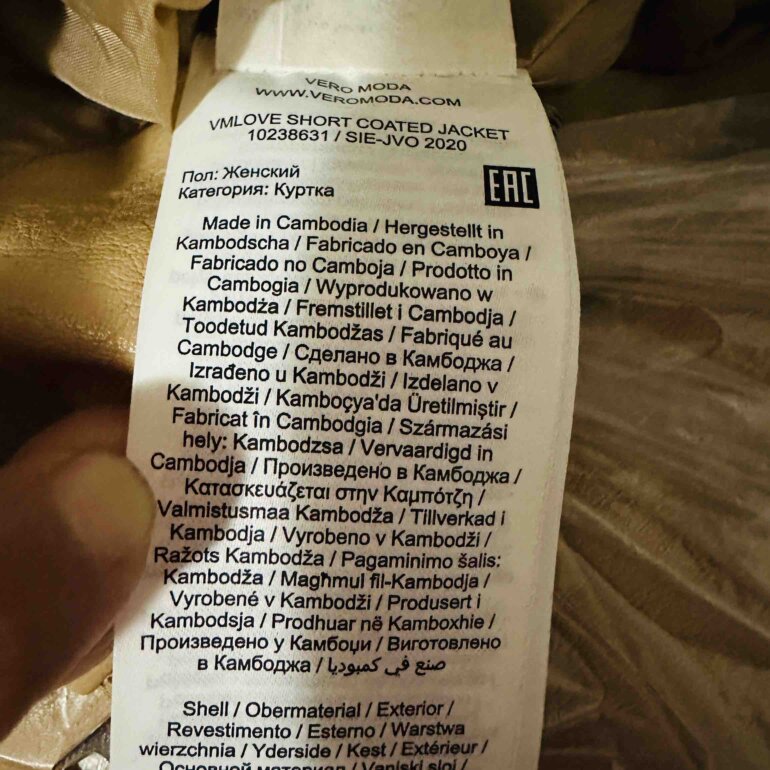 VERO MODA
WWW.VEROMODA.COM
VMLOVE SHORT COATED JACKET
10238631 / SIE-JVO 2020
Пол: Женский
Категория: Куртка
EAC
Made in Cambodia / Hergestellt in
Kambodscha / Fabricado en Camboya /
Fabricado no Camboja / Prodotto in
Cambogia / Wyprodukowano w
Kambodża / Fremstillet i Cambodja /
Toodetud Kambodžas / Fabriqué au
Cambodge / Сделано в Камбоджа /
Izrađeno u Kambodži / Izdelano v
Kambodži / Kamboçya'da Üretilmiştir /
Fabricat în Cambodgia / Származási
hely: Kambodzsa / Vervaardigd in
Cambodja / Произведено в Камбоджа /
Κατασκευάζεται στην Καμπότζη /
Valmistusmaa Kambodža / Tillverkad i
Kambodja / Vyrobeno v Kambodži /
Ražots Kambodža / Pagaminimo šalis:
Kambodža / Magħmul fil-Kambodja /
Vyrobené v Kambodži / Produsert i
Kambodsja / Prodhuar në Kamboxhie /
Произведено у Камбоџи / Виготовлено
в Камбоджа / صنع في كمبوديا
Shell / Obermaterial / Exterior /
Revestimento / Esterno / Warstwa
wierzchnia / Yderside / Kest / Extérieur /
Основной материал / Vanjski sloj /